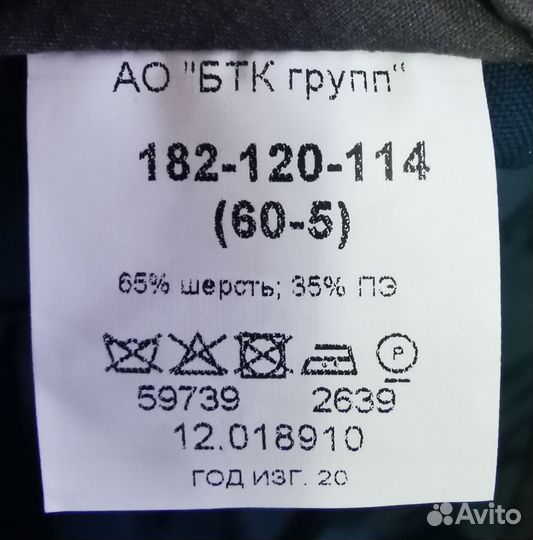 АО "БТК групп"
182-120-114
(60-5)
65% шерсть; 35% ПЭ
P
59739 2639
12.018910
ГОД ИЗГ. 20
Avito